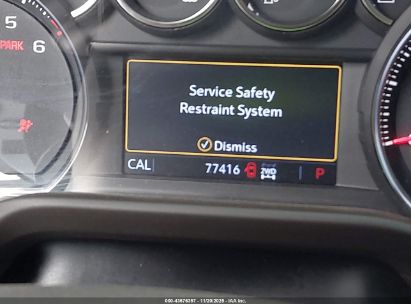 5
PARK 6
Service Safety
Restraint System
Dismiss
CAL 77416 2WD P